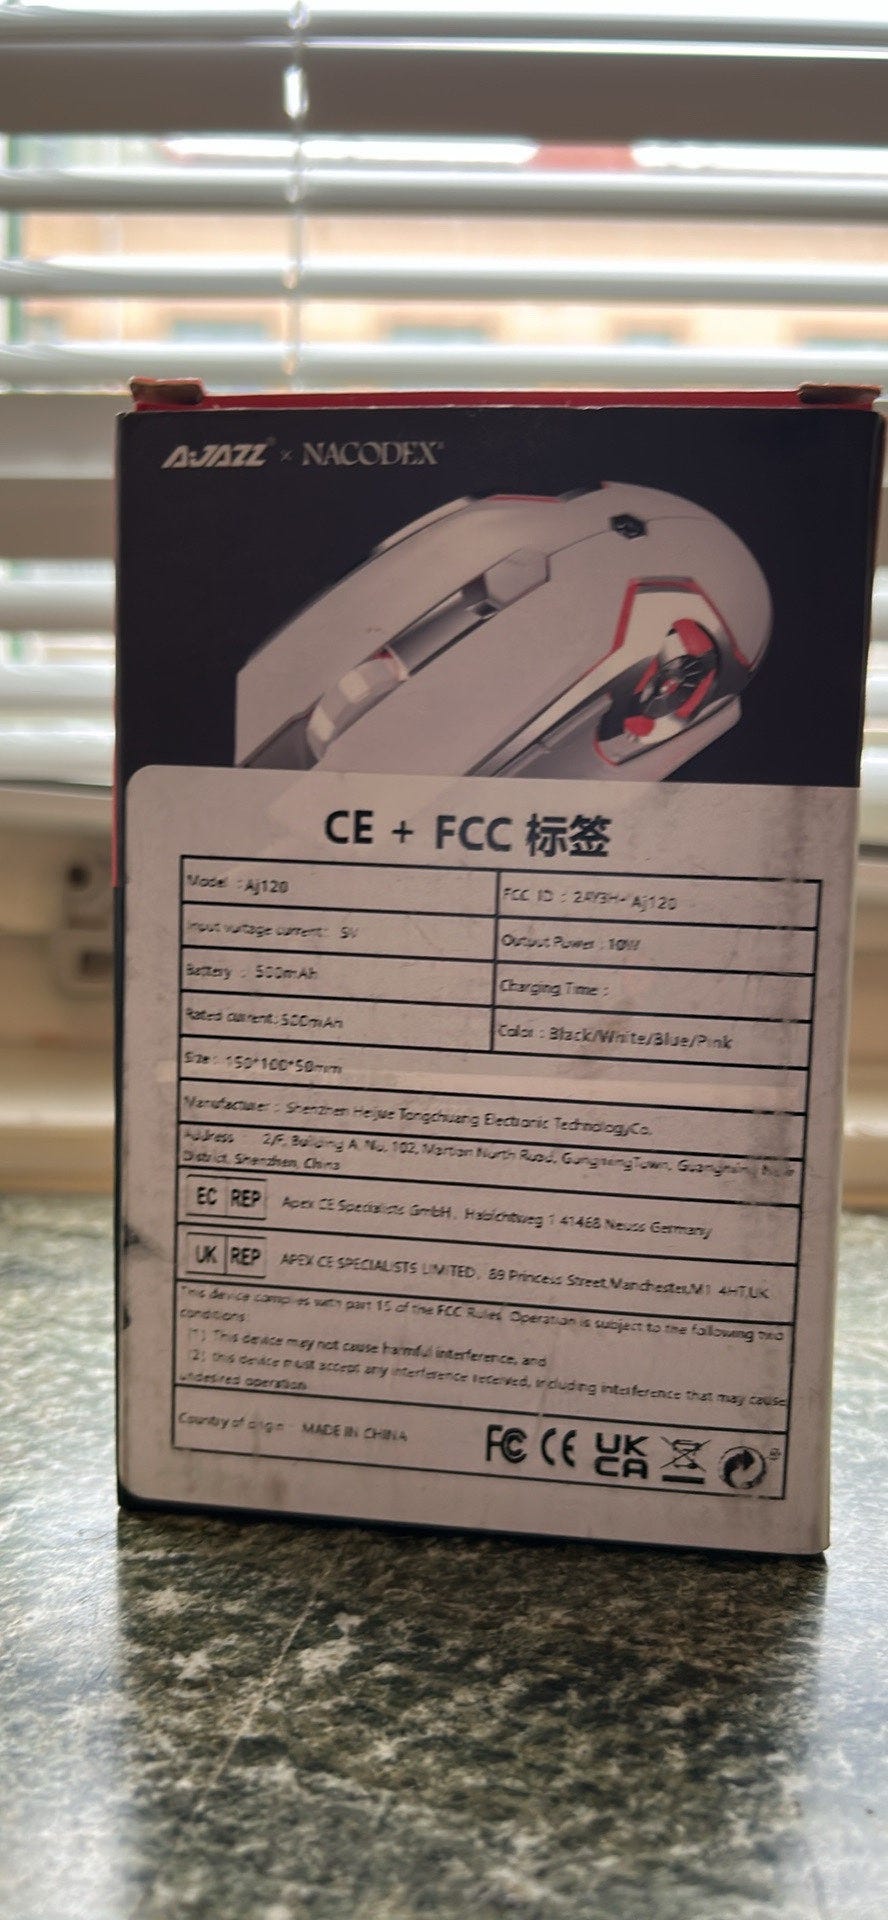 A·JAZZ® × NACODEX®
CE + FCC 标签
Model : Aj120
FCC ID : 2AY3H- Aj120
Input vultage current: 5V
Output Power : 10W
Battery : 500mAh
Charging Time :
Rated current: 500mAh
Color : Black/White/Blue/Pink
Size : 150*100*50mm
Manufacturer : Shenzhen Heijue Tongchuang Electronic Technology Co.
Address 2/F, Building A, No, 102, Martian North Road, Town,
District, Shenzhen, China
EC REP Apex CE Specialists GmbH, Habichtweg 1 41468 Neuss Germany
UK REP APEX CE SPECIALISTS LIMITED, 89 Princess Street, Manchester, M1 4HT, UK
This device complies with part 15 of the FCC Rules. Operation is subject to the following two
conditions:
(1) This device may not cause harmful interference, and
(2) this device must accept any interference received, including interference that may cause
undesired operation
Country of origin MADE IN CHINA
FC CE UK
CA